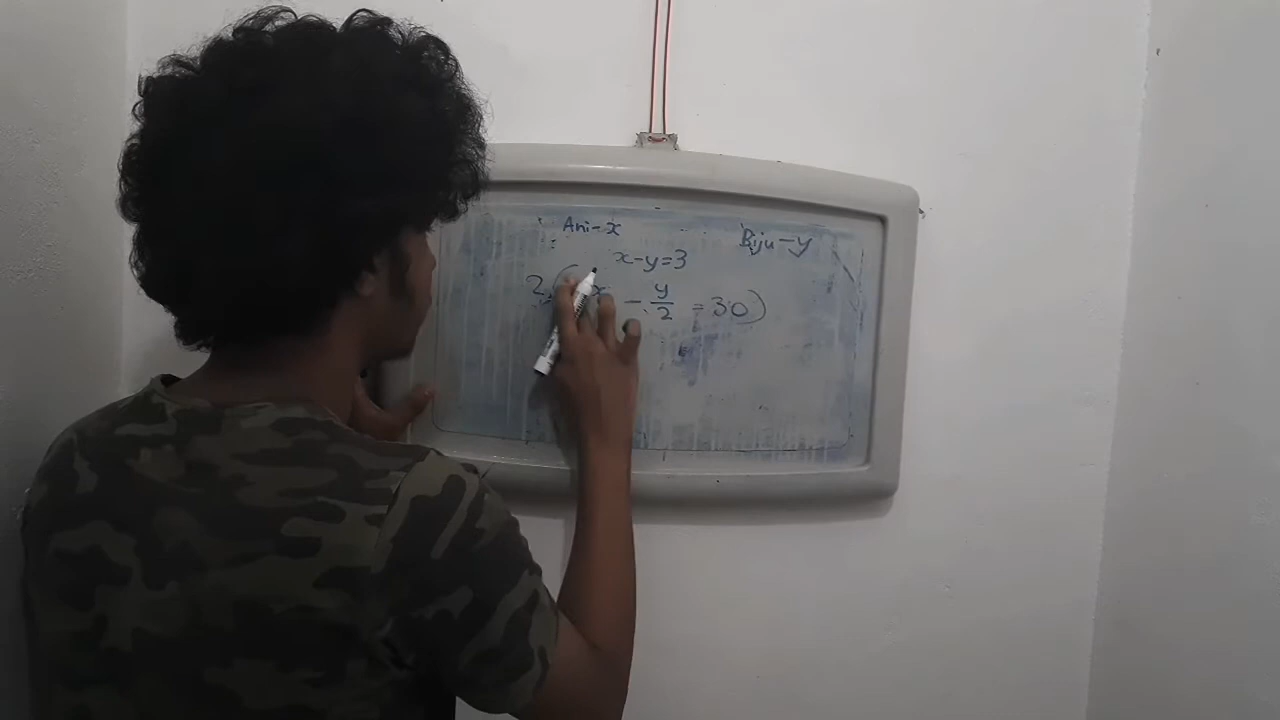 Ani-x Biju-y
x-y=3
2 ( x - y/2 = 30)